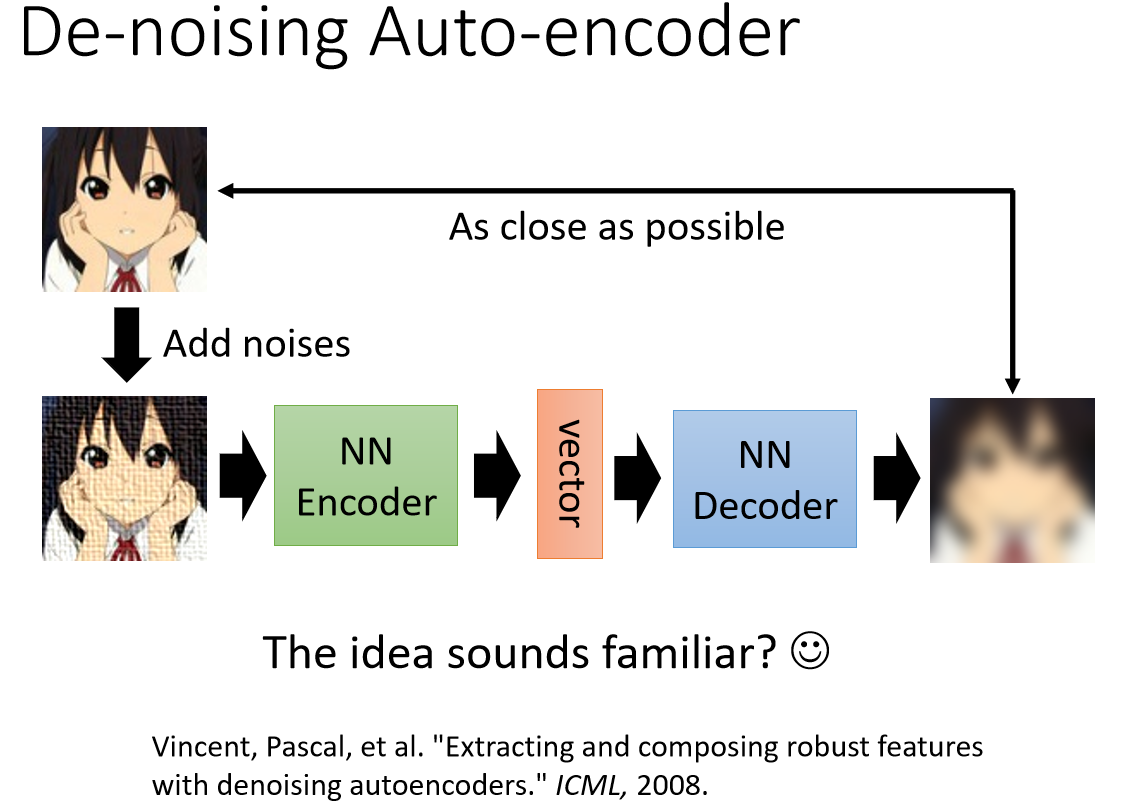 De-noising Auto-encoder
As close as possible
Add noises
NN
Encoder
vector
NN
Decoder
The idea sounds familiar? ☺
Vincent, Pascal, et al. "Extracting and composing robust features
with denoising autoencoders." ICML, 2008.